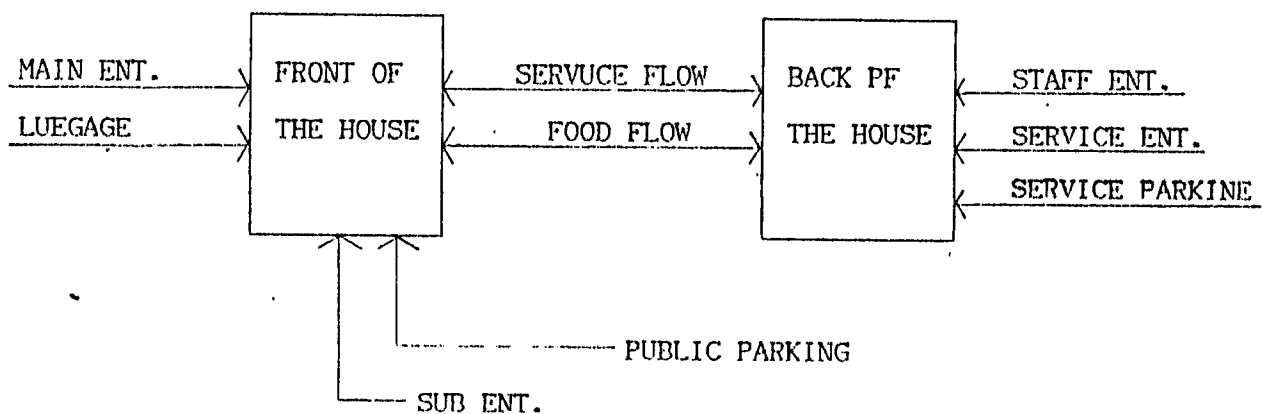 MAIN ENT.
LUEGAGE
FRONT OF
THE HOUSE
SERVUCE FLOW
FOOD FLOW
BACK PF
THE HOUSE
STAFF ENT.
SERVICE ENT.
SERVICE PARKINE
PUBLIC PARKING
SUB ENT.